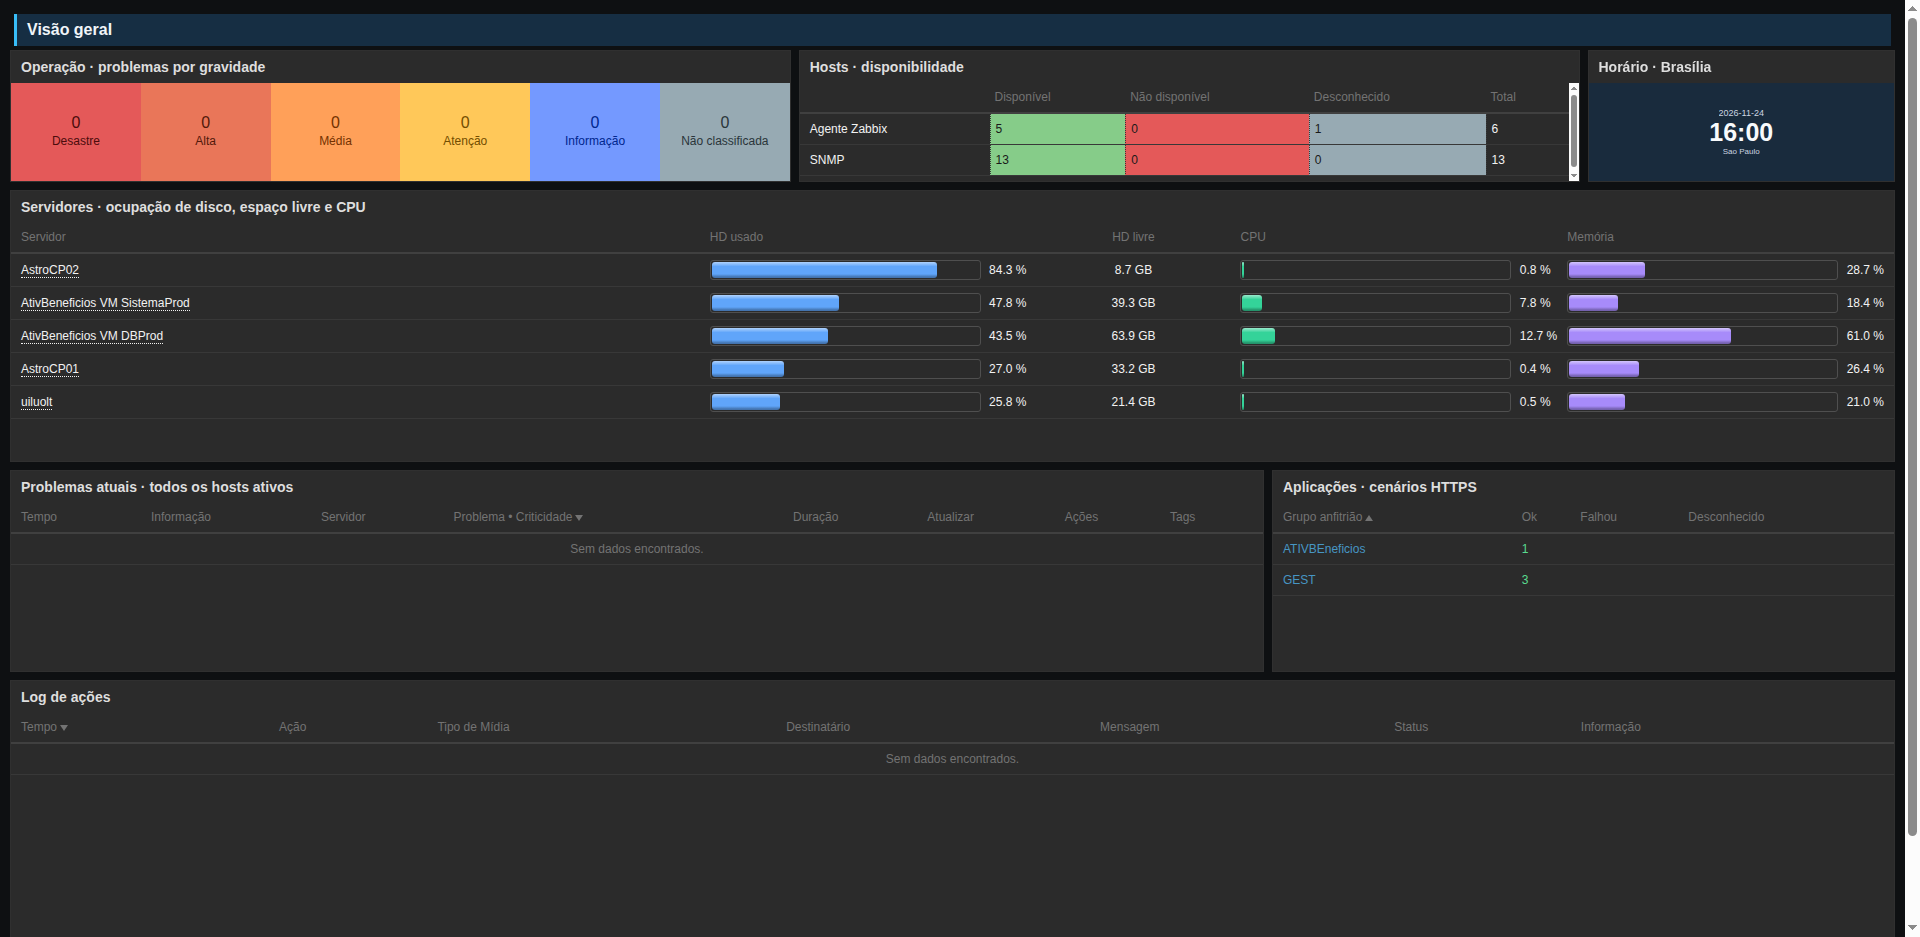 Visão geral
Operação · problemas por gravidade
0 0 0 0 0 0
Desastre Alta Média Atenção Informação Não classificada
Hosts · disponibilidade
Disponível Não disponível Desconhecido Total
Agente Zabbix 5 0 1 6
SNMP 13 0 0 13
Horário · Brasília
2026-11-24
16:00
Sao Paulo
Servidores · ocupação de disco, espaço livre e CPU
Servidor HD usado HD livre CPU Memória
AstroCP02 84.3 % 8.7 GB 0.8 % 28.7 %
AtivBeneficios VM SistemaProd 47.8 % 39.3 GB 7.8 % 18.4 %
AtivBeneficios VM DBProd 43.5 % 63.9 GB 12.7 % 61.0 %
AstroCP01 27.0 % 33.2 GB 0.4 % 26.4 %
uiluolt 25.8 % 21.4 GB 0.5 % 21.0 %
Problemas atuais · todos os hosts ativos
Tempo Informação Servidor Problema • Criticidade Duração Atualizar Ações Tags
Sem dados encontrados.
Aplicações · cenários HTTPS
Grupo anfitrião Ok Falhou Desconhecido
ATIVBEneficios 1
GEST 3
Log de ações
Tempo Ação Tipo de Mídia Destinatário Mensagem Status Informação
Sem dados encontrados.